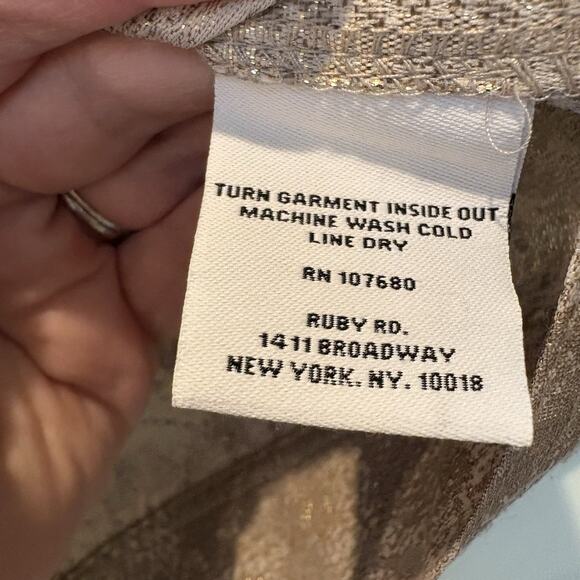 TURN GARMENT INSIDE OUT
MACHINE WASH COLD
LINE DRY
RN 107680
RUBY RD.
1411 BROADWAY
NEW YORK. NY. 10018